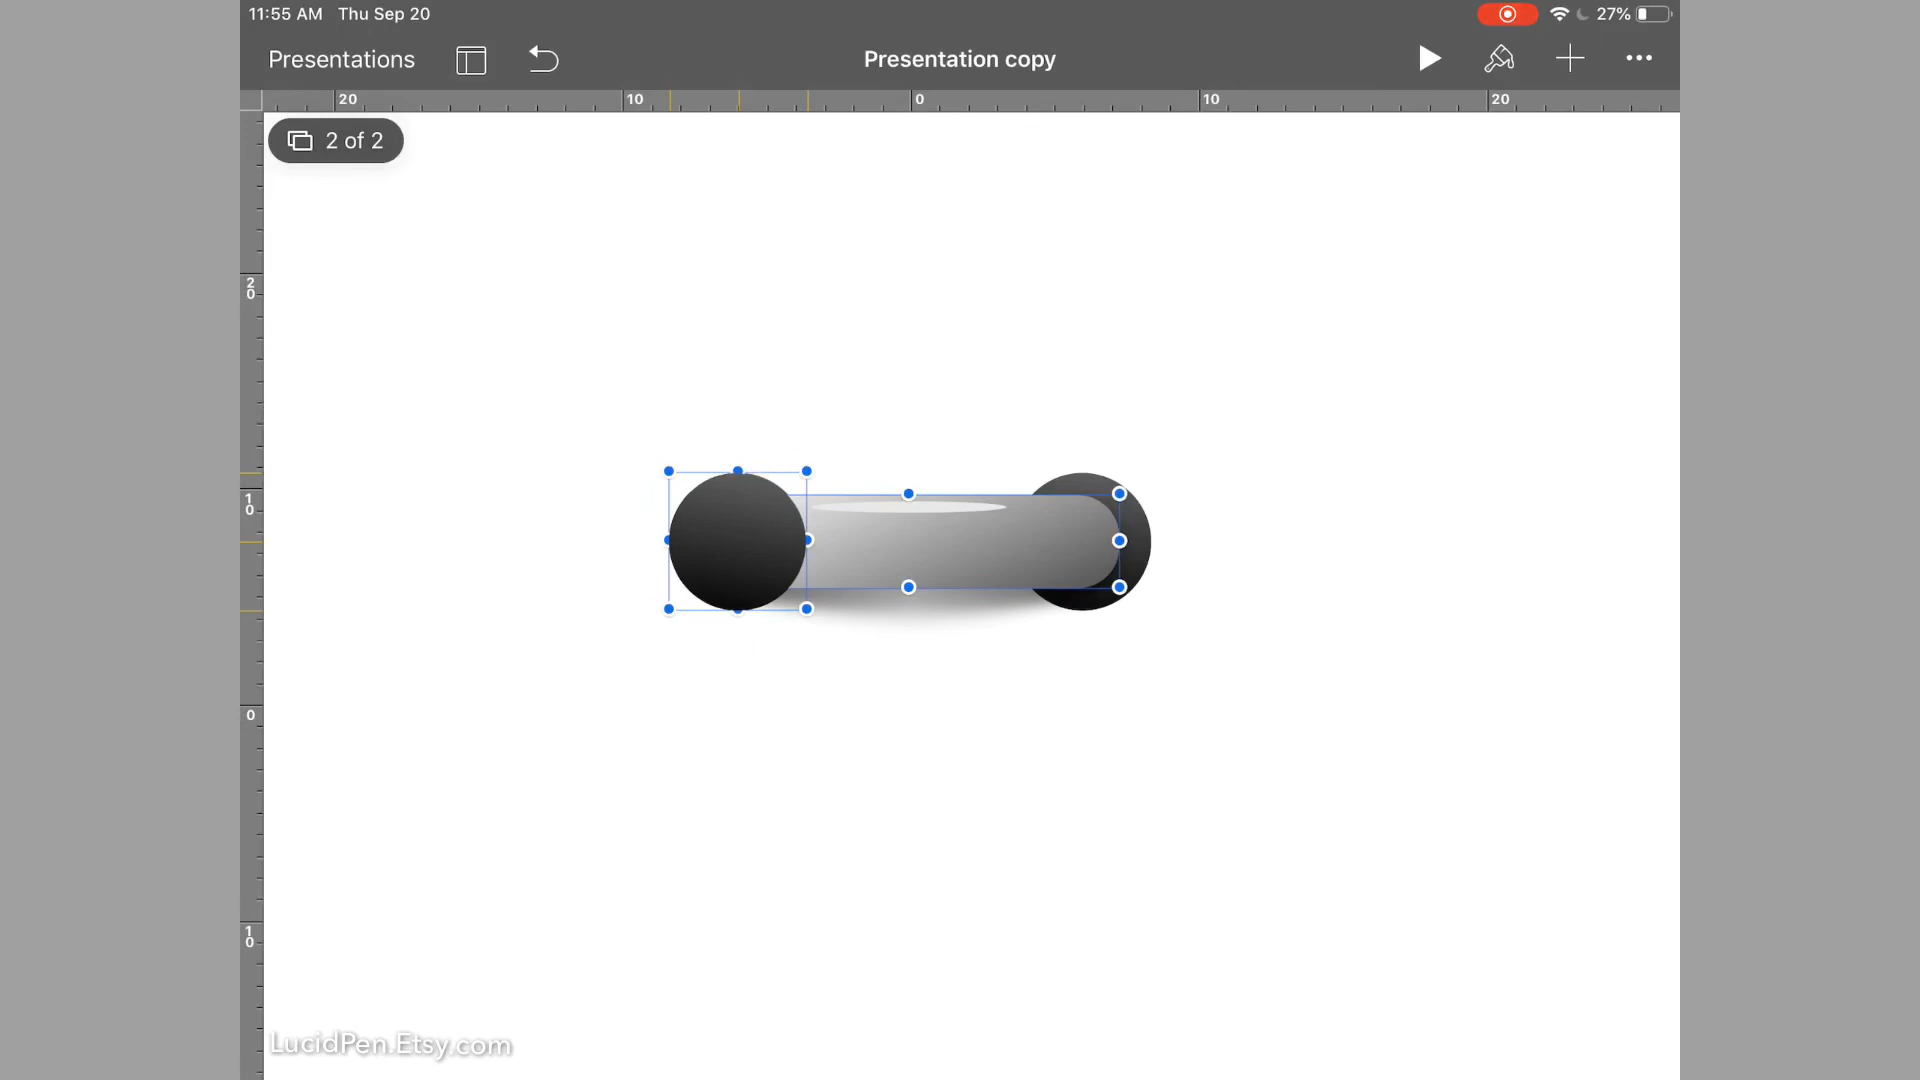 11:55 AM Thu Sep 20
27%
Presentations
Presentation copy
20 10 0 10 20
2 of 2
20
10
0
10
LucidPen.Etsy.com